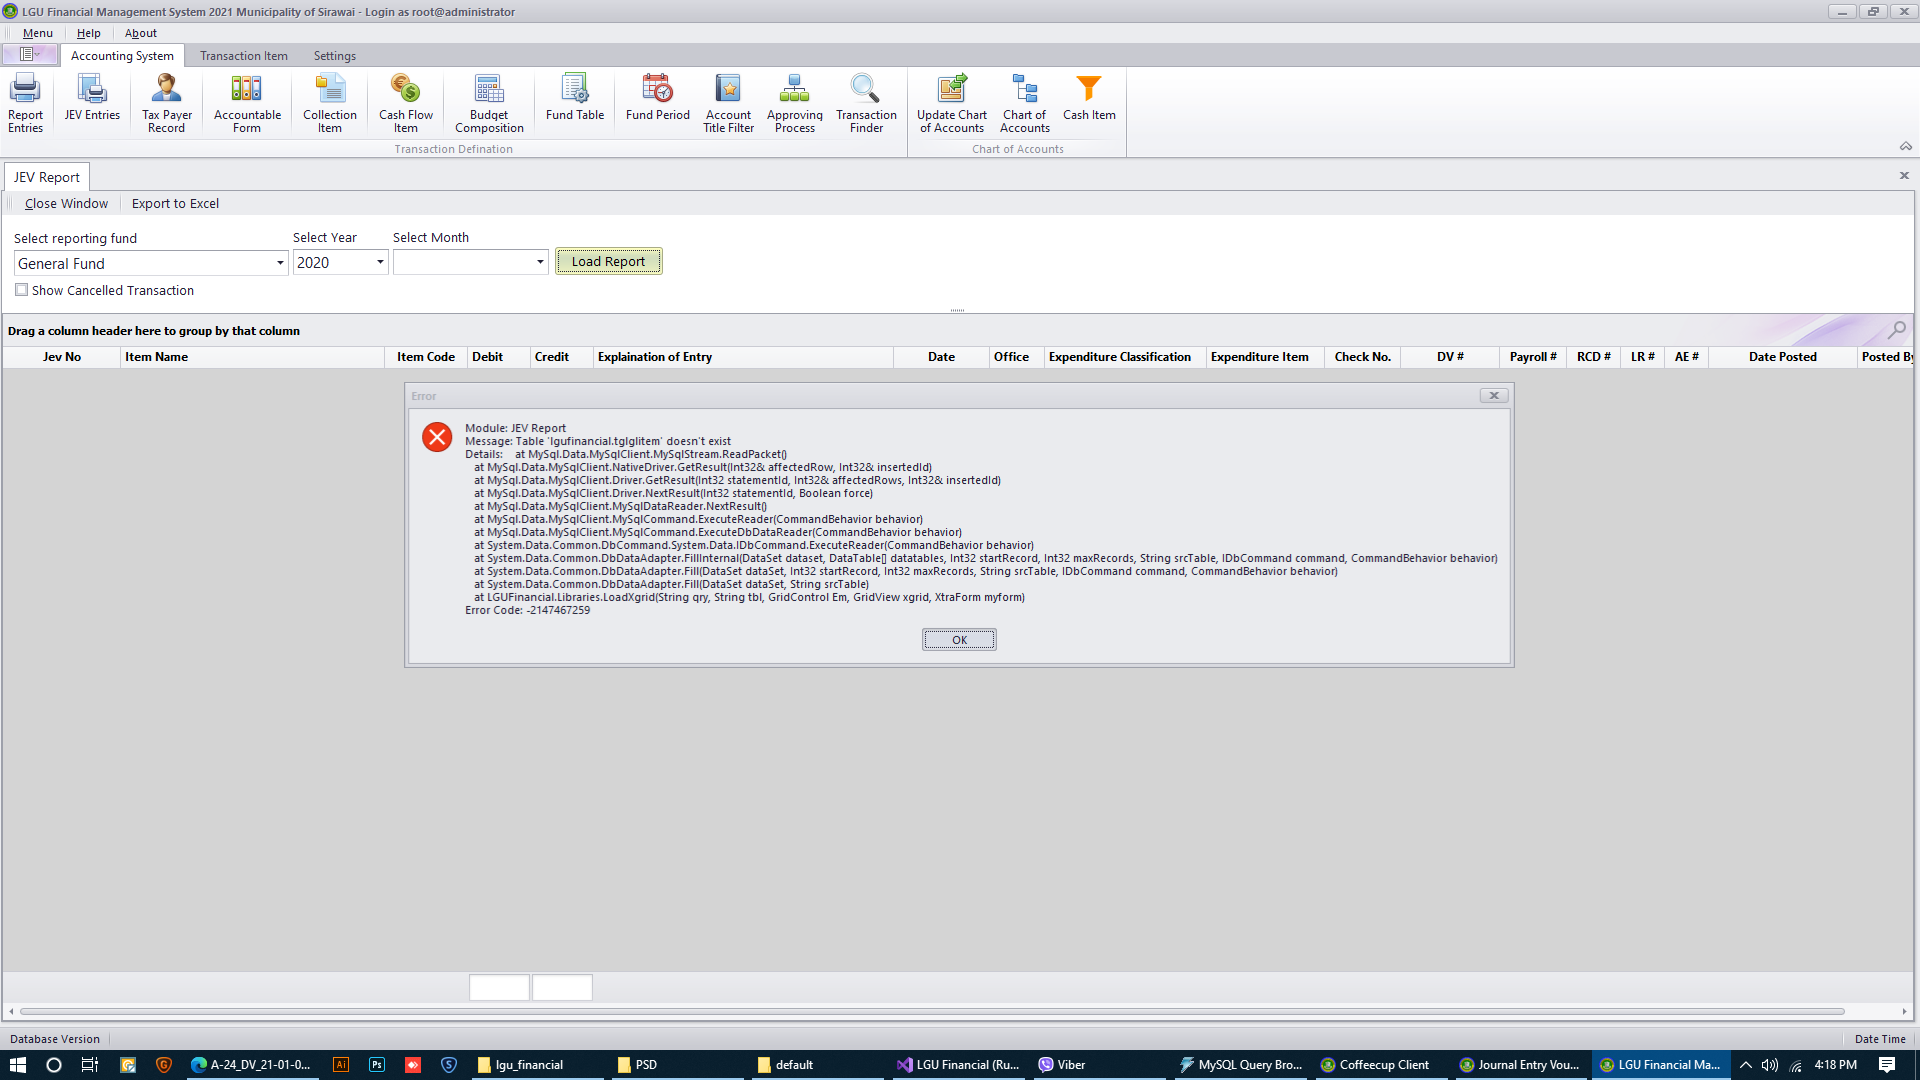 LGU Financial Management System 2021 Municipality of Sirawai - Login as root@administrator
Menu Help About
Accounting System Transaction Item Settings
Report Entries
JEV Entries
Tax Payer Record
Accountable Form
Collection Item
Cash Flow Item
Budget Composition
Fund Table
Fund Period
Account Title Filter
Approving Process
Transaction Finder
Update Chart of Accounts
Chart of Accounts
Cash Item
Transaction Defination
Chart of Accounts
JEV Report
Close Window Export to Excel
Select reporting fund Select Year Select Month
General Fund 2020 Load Report
Show Cancelled Transaction
Drag a column header here to group by that column
Jev No Item Name Item Code Debit Credit Explaination of Entry Date Office Expenditure Classification Expenditure Item Check No. DV # Payroll # RCD # LR # AE # Date Posted Posted By
Error
Module: JEV Report
Message: Table 'lgufinancial.tglglitem' doesn't exist
Details: at MySql.Data.MySqlClient.MySqlStream.ReadPacket()
at MySql.Data.MySqlClient.NativeDriver.GetResult(Int32& affectedRow, Int32& insertedId)
at MySql.Data.MySqlClient.Driver.GetResult(Int32 statementId, Int32& affectedRows, Int32& insertedId)
at MySql.Data.MySqlClient.Driver.NextResult(Int32 statementId, Boolean force)
at MySql.Data.MySqlClient.MySqlDataReader.NextResult()
at MySql.Data.MySqlClient.MySqlCommand.ExecuteReader(CommandBehavior behavior)
at MySql.Data.MySqlClient.MySqlCommand.ExecuteDbDataReader(CommandBehavior behavior)
at System.Data.Common.DbCommand.System.Data.IDbCommand.ExecuteReader(CommandBehavior behavior)
at System.Data.Common.DbDataAdapter.FillInternal(DataSet dataset, DataTable[] datatables, Int32 startRecord, Int32 maxRecords, String srcTable, IDbCommand command, CommandBehavior behavior)
at System.Data.Common.DbDataAdapter.Fill(DataSet dataSet, Int32 startRecord, Int32 maxRecords, String srcTable, IDbCommand command, CommandBehavior behavior)
at System.Data.Common.DbDataAdapter.Fill(DataSet dataSet, String srcTable)
at LGUFinancial.Libraries.LoadXgrid(String qry, String tbl, GridControl Em, GridView xgrid, XtraForm myform)
Error Code: -2147467259
OK
Database Version Date Time
A-24_DV_21-01-0... Ai Ps lgu_financial PSD default LGU Financial (Ru... Viber MySQL Query Bro... Coffeecup Client Journal Entry Vou... LGU Financial Ma... 4:18 PM